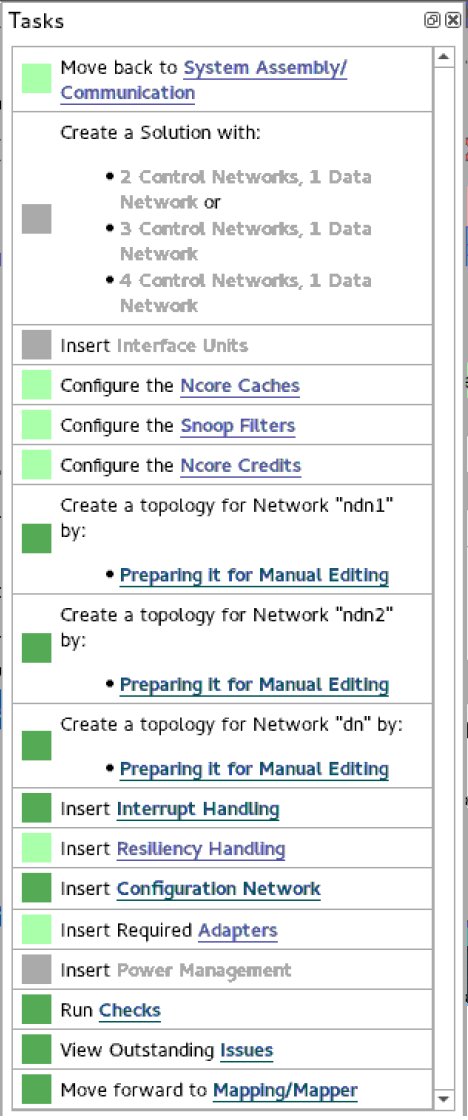 Tasks
Move back to System Assembly/
Communication
Create a Solution with:
• 2 Control Networks, 1 Data
Network or
• 3 Control Networks, 1 Data
Network
• 4 Control Networks, 1 Data
Network
Insert Interface Units
Configure the Ncore Caches
Configure the Snoop Filters
Configure the Ncore Credits
Create a topology for Network "ndn1"
by:
• Preparing it for Manual Editing
Create a topology for Network "ndn2"
by:
• Preparing it for Manual Editing
Create a topology for Network "dn" by:
• Preparing it for Manual Editing
Insert Interrupt Handling
Insert Resiliency Handling
Insert Configuration Network
Insert Required Adapters
Insert Power Management
Run Checks
View Outstanding Issues
Move forward to Mapping/Mapper